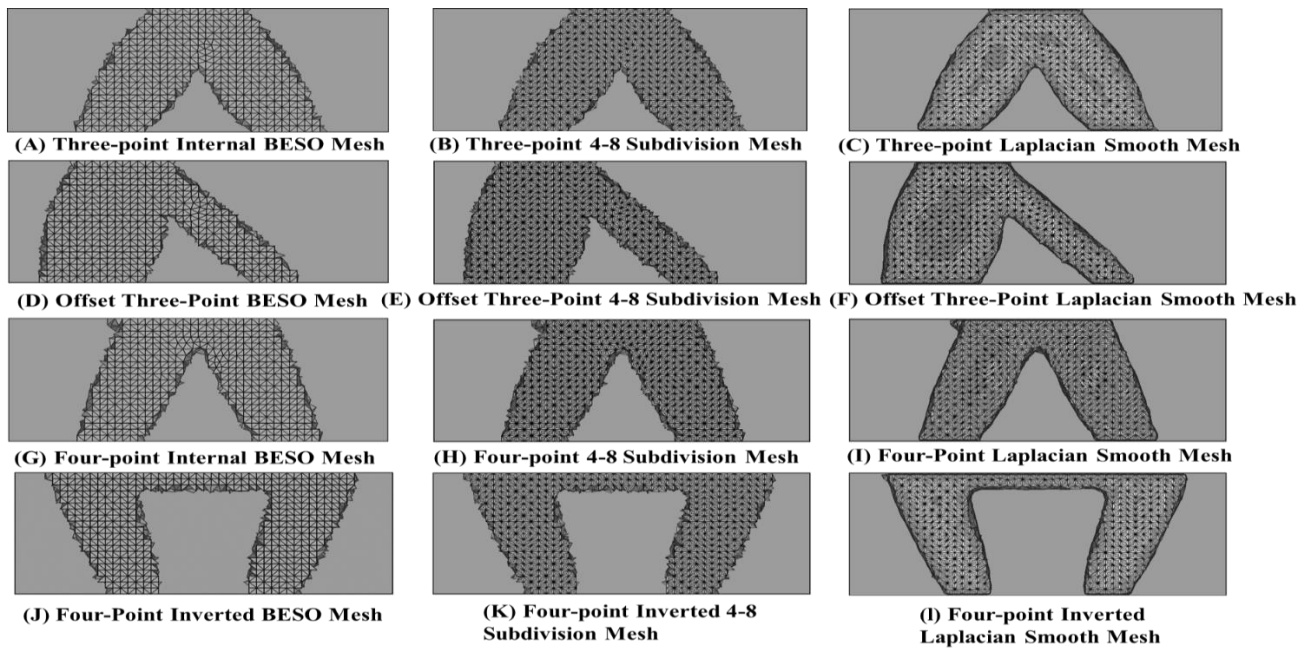 (A) Three-point Internal BESO Mesh
(B) Three-point 4-8 Subdivision Mesh
(C) Three-point Laplacian Smooth Mesh
(D) Offset Three-Point BESO Mesh
(E) Offset Three-Point 4-8 Subdivision Mesh
(F) Offset Three-Point Laplacian Smooth Mesh
(G) Four-point Internal BESO Mesh
(H) Four-point 4-8 Subdivision Mesh
(I) Four-Point Laplacian Smooth Mesh
(J) Four-Point Inverted BESO Mesh
(K) Four-point Inverted 4-8
Subdivision Mesh
(l) Four-point Inverted
Laplacian Smooth Mesh